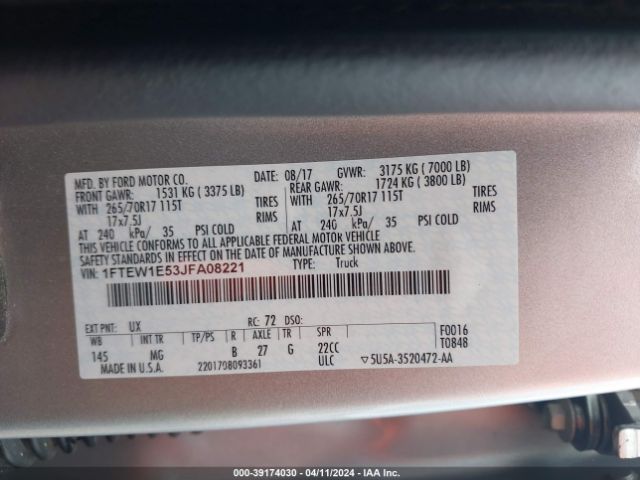 MFD. BY FORD MOTOR CO. DATE: 08/17 GVWR: 3175 KG ( 7000 LB)
FRONT GAWR: 1531 KG ( 3375 LB) REAR GAWR: 1724 KG ( 3800 LB)
WITH 265/70R17 115T TIRES WITH 265/70R17 115T TIRES
17x7.5J RIMS 17x7.5J RIMS
AT 240 kPa/ 35 PSI COLD AT 240 kPa/ 35 PSI COLD
THIS VEHICLE CONFORMS TO ALL APPLICABLE FEDERAL MOTOR VEHICLE
SAFETY STANDARDS IN EFFECT ON THE DATE OF MANUFACTURE SHOWN ABOVE.
VIN: 1FTEW1E53JFA08221 TYPE: Truck
EXT PNT: UX RC: 72 DSO: F0016
WB INT TR TP/PS R AXLE TR SPR T0848
145 MG B 27 G 22CC
MADE IN U.S.A. 2201708093361 ULC ▽5U5A-3520472-AA
000-39174030 - 04/11/2024 - IAA Inc.